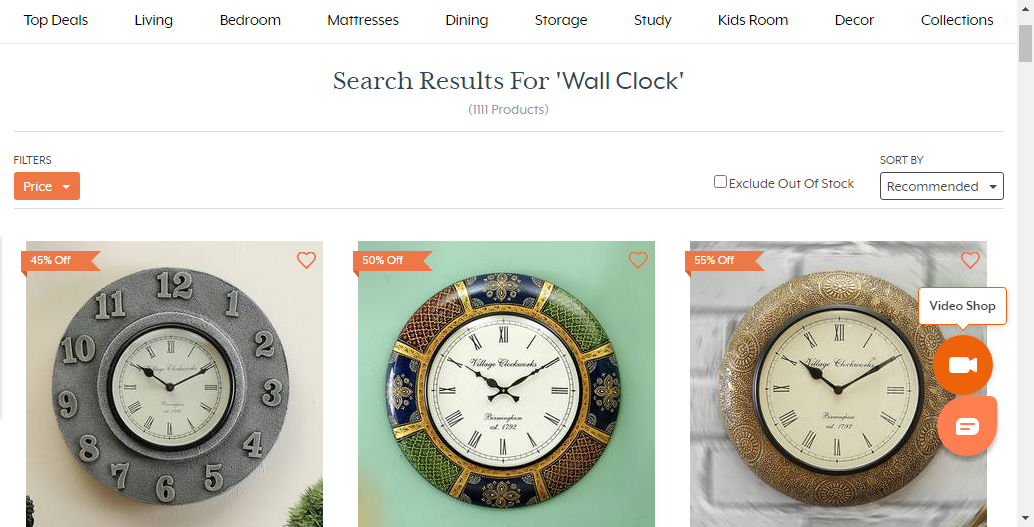 Top Deals Living Bedroom Mattresses Dining Storage Study Kids Room Decor Collections
Search Results For 'Wall Clock'
(1111 Products)
FILTERS
SORT BY
Price
Exclude Out Of Stock
Recommended
45% Off
50% Off
55% Off
Video Shop
12
11 1
10 2
9 3
8 4
7 5
6
XII
Village Clockworks
Birmingham
est. 1792
Village Clockworks
Birmingham
est. 1792
XII
Village Clockworks
Birmingham
est. 1792